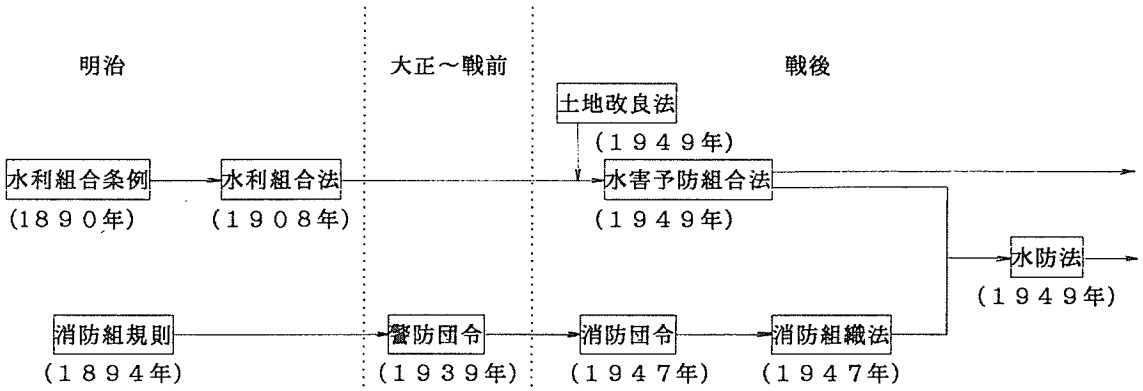 明治
大正～戦前
戦後
土地改良法
(1949年)
水利組合条例
水利組合法
水害予防組合法
(1890年)
(1908年)
(1949年)
水防法
(1949年)
消防組規則
警防団令
消防団令
消防組織法
(1894年)
(1939年)
(1947年)
(1947年)